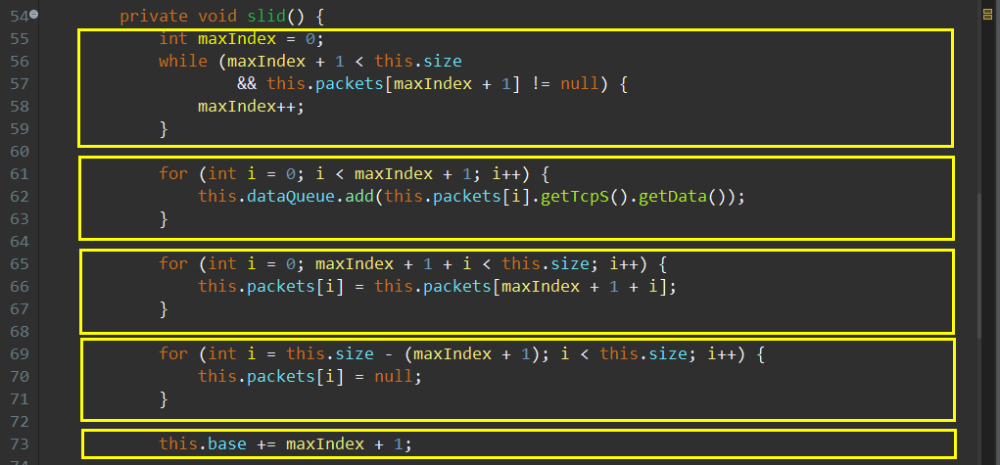 54 private void slid() {
55 int maxIndex = 0;
56 while (maxIndex + 1 < this.size
57 && this.packets[maxIndex + 1] != null) {
58 maxIndex++;
59 }
60
61 for (int i = 0; i < maxIndex + 1; i++) {
62 this.dataQueue.add(this.packets[i].getTcpS().getData());
63 }
64
65 for (int i = 0; maxIndex + 1 + i < this.size; i++) {
66 this.packets[i] = this.packets[maxIndex + 1 + i];
67 }
68
69 for (int i = this.size - (maxIndex + 1); i < this.size; i++) {
70 this.packets[i] = null;
71 }
72
73 this.base += maxIndex + 1;